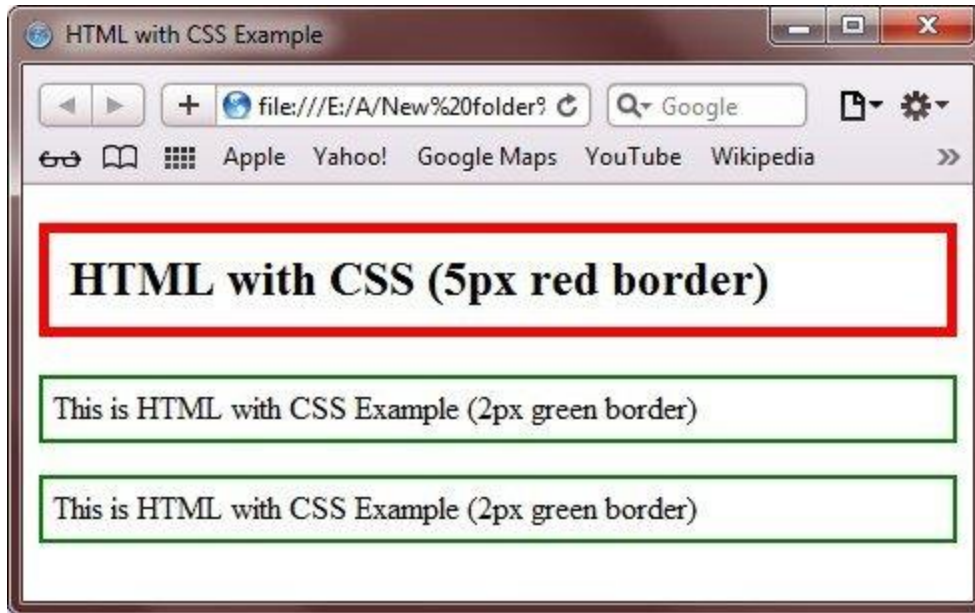 HTML with CSS Example
file:///E:/A/New%20folder%
Google
Apple Yahoo! Google Maps YouTube Wikipedia
HTML with CSS (5px red border)
This is HTML with CSS Example (2px green border)
This is HTML with CSS Example (2px green border)